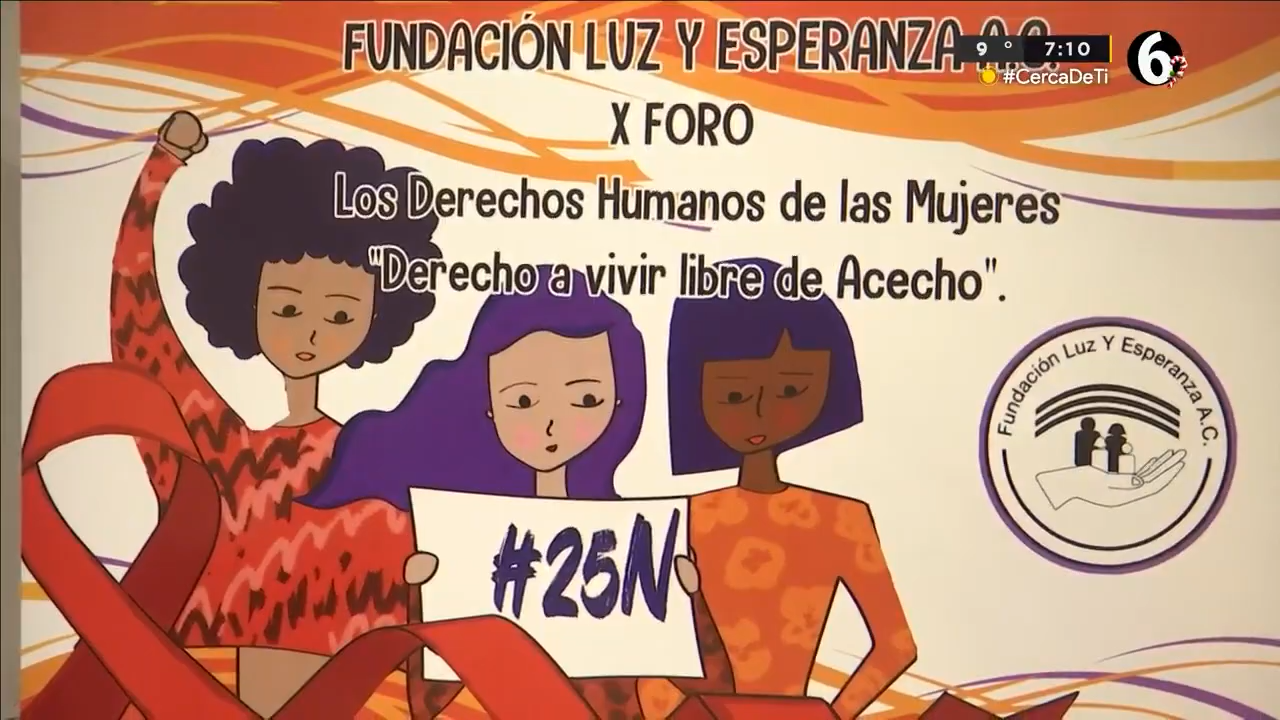 FUNDACIÓN LUZ Y ESPERANZA A.C.
9 ° 7:10
#CercaDeTi
6
X FORO
Los Derechos Humanos de las Mujeres
"Derecho a vivir libre de Acecho".
Fundación Luz Y Esperanza A.C.
#25N